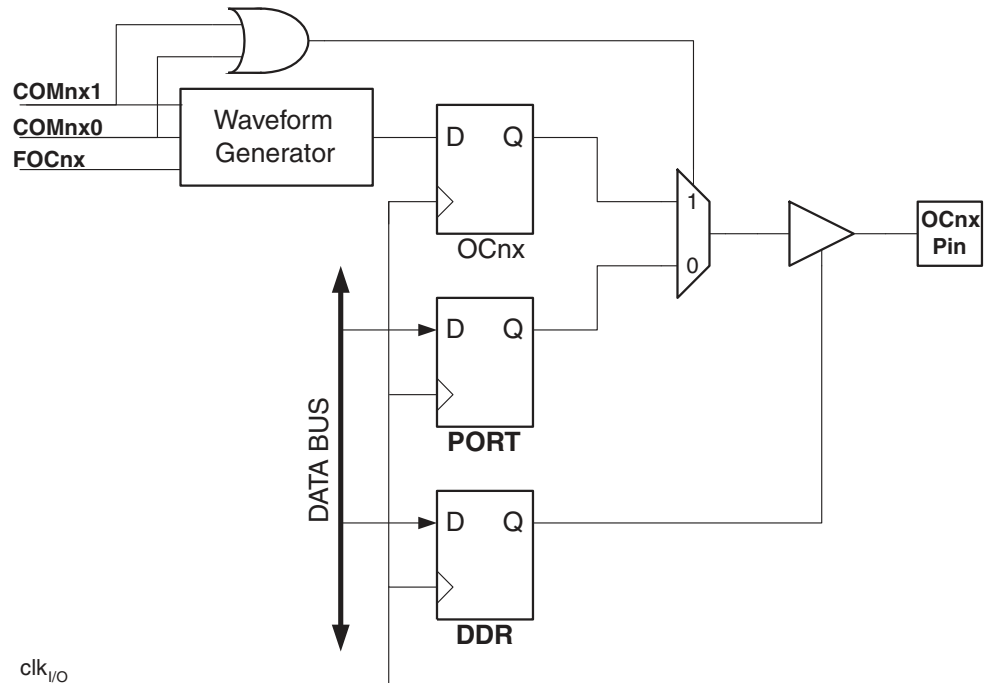 COMnx1
COMnx0
FOCnx
Waveform
Generator
D Q
OCnx
1
0
OCnx
Pin
DATA BUS
D Q
PORT
D Q
DDR
clkI/O